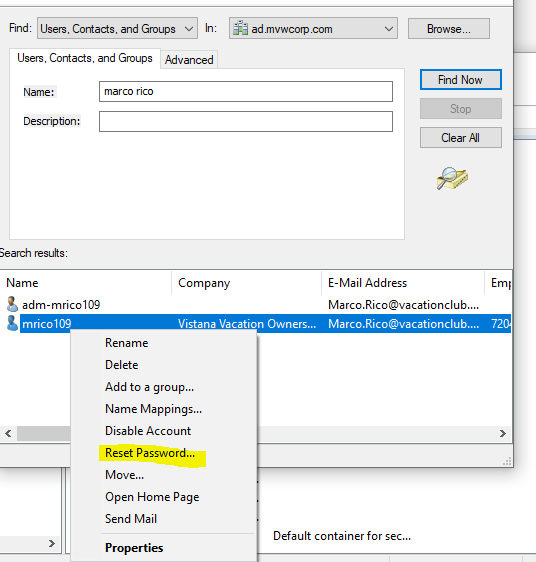 Find: Users, Contacts, and Groups In: ad.mvwcorp.com Browse...
Users, Contacts, and Groups Advanced
Name: marco rico
Description:
Find Now
Stop
Clear All
Search results:
Name Company E-Mail Address Emp
adm-mrico109 Marco.Rico@vacationclub....
mrico109 Vistana Vacation Owners... Marco.Rico@vacationclub.... 7204
Rename
Delete
Add to a group...
Name Mappings...
Disable Account
Reset Password...
Move...
Open Home Page
Send Mail
Properties
Default container for sec...